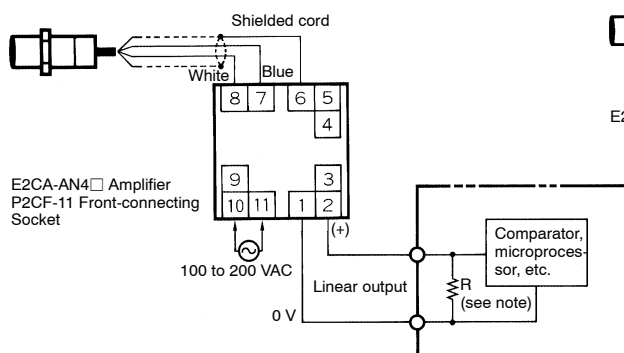 Shielded cord
White
Blue
8 7 6 5
4
9 3
10 11 1 2
(+)
E2CA-AN4□ Amplifier
P2CF-11 Front-connecting
Socket
100 to 200 VAC
Linear output
0 V
Comparator,
microproces-
sor, etc.
R
(see note)
E2